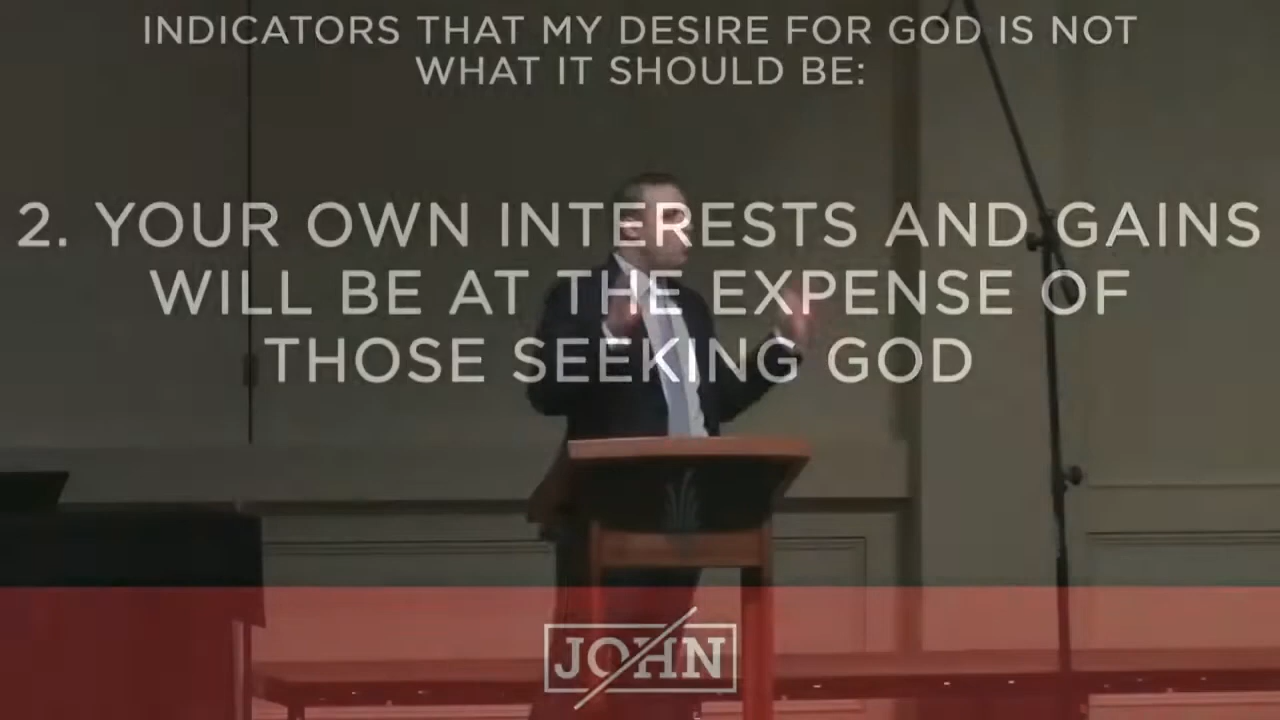 INDICATORS THAT MY DESIRE FOR GOD IS NOT
WHAT IT SHOULD BE:
2. YOUR OWN INTERESTS AND GAINS
WILL BE AT THE EXPENSE OF
THOSE SEEKING GOD
JOHN